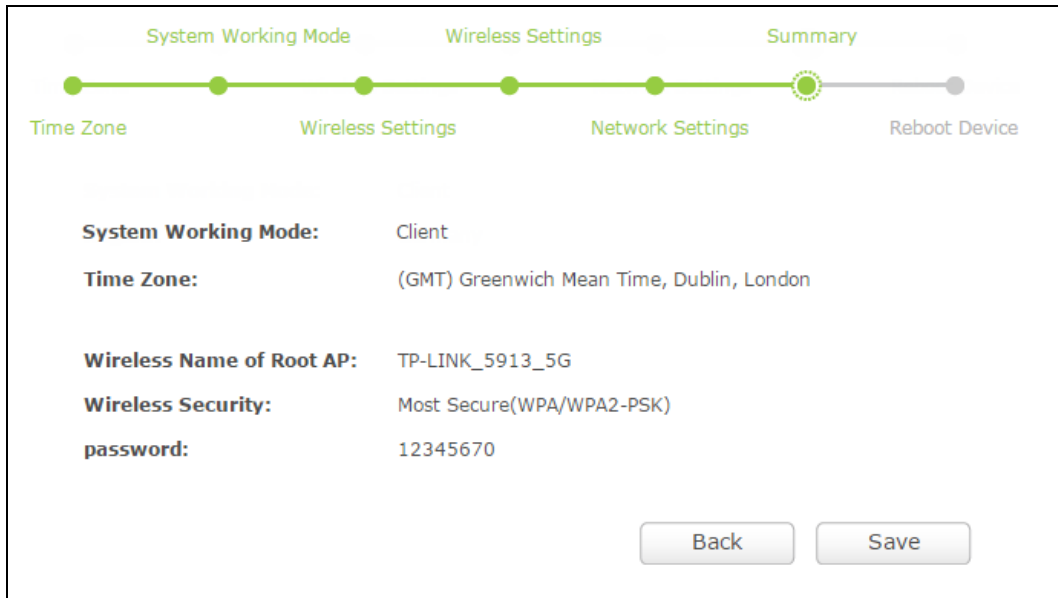 System Working Mode Wireless Settings Summary
Time Zone Wireless Settings Network Settings Reboot Device
System Working Mode: Client
Time Zone: (GMT) Greenwich Mean Time, Dublin, London
Wireless Name of Root AP: TP-LINK_5913_5G
Wireless Security: Most Secure(WPA/WPA2-PSK)
password: 12345670
Back Save